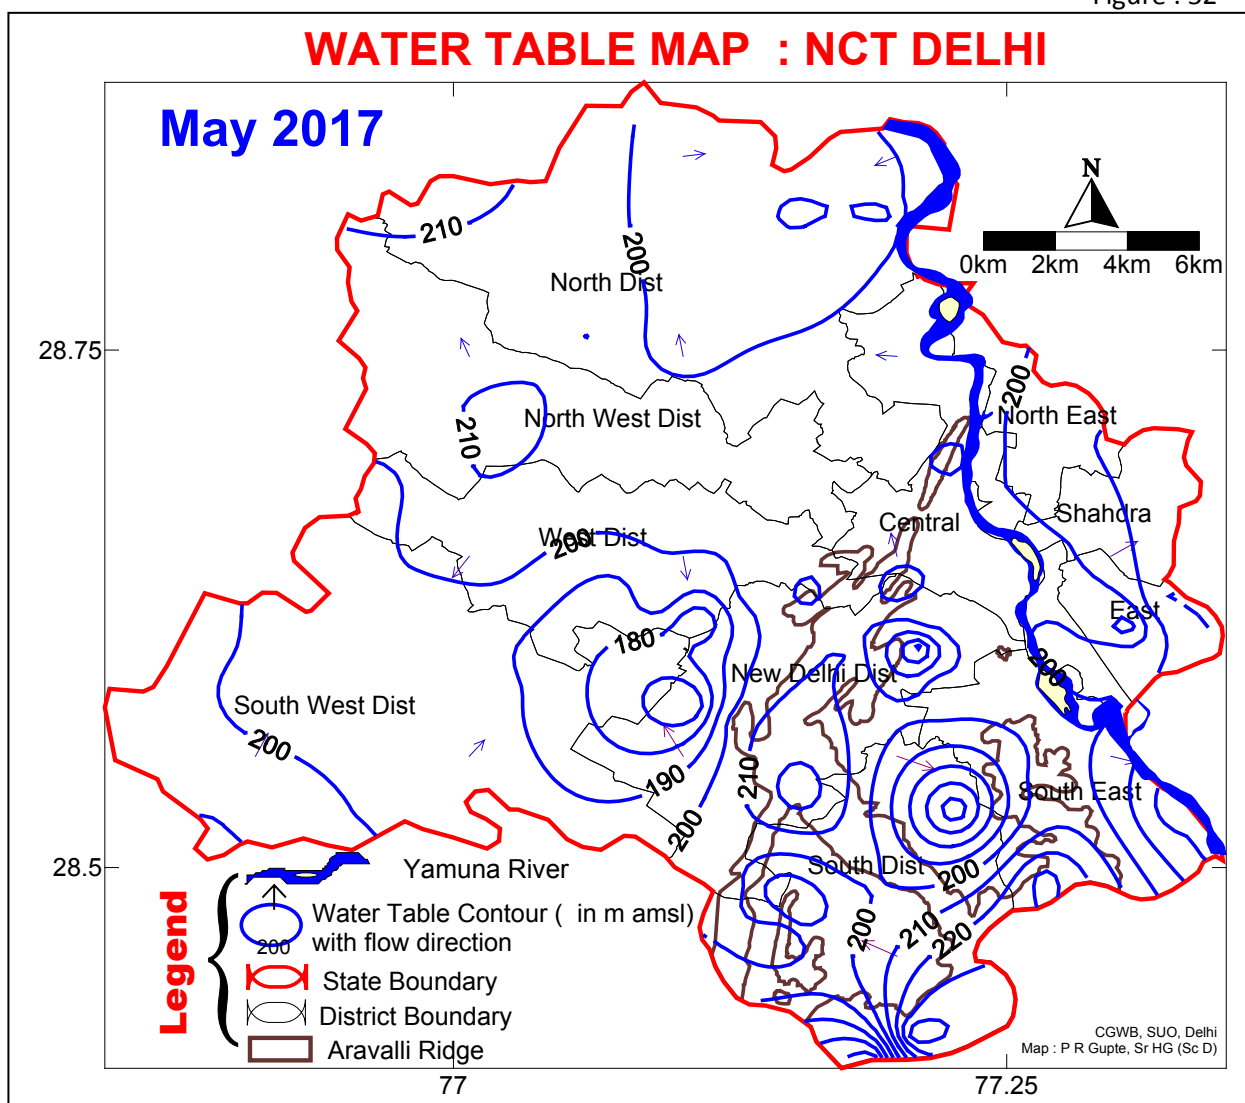 Figure : 32
WATER TABLE MAP : NCT DELHI
May 2017
N
0km 2km 4km 6km
210
200
North Dist
28.75
200
North East
210
North West Dist
Central
Shahdra
West Dist
200
East
180
200
New Delhi Dist
South West Dist
200
190
210
South East
200
28.5
South Dist
200
200
210
220
Legend
Yamuna River
Water Table Contour ( in m amsl)
with flow direction
200
State Boundary
District Boundary
Aravalli Ridge
CGWB, SUO, Delhi
Map : P R Gupte, Sr HG (Sc D)
77
77.25